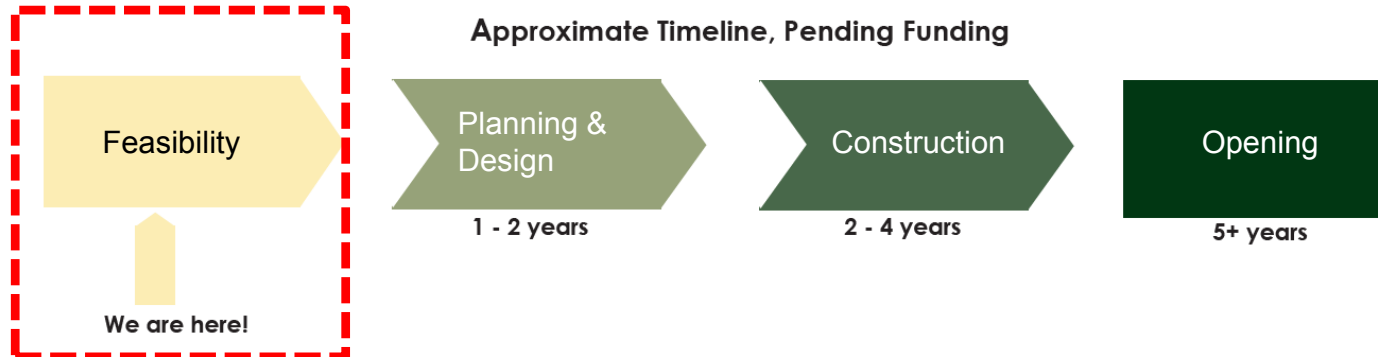 Approximate Timeline, Pending Funding
Feasibility
Planning &
Design
Construction
Opening
1 - 2 years
2 - 4 years
5+ years
We are here!